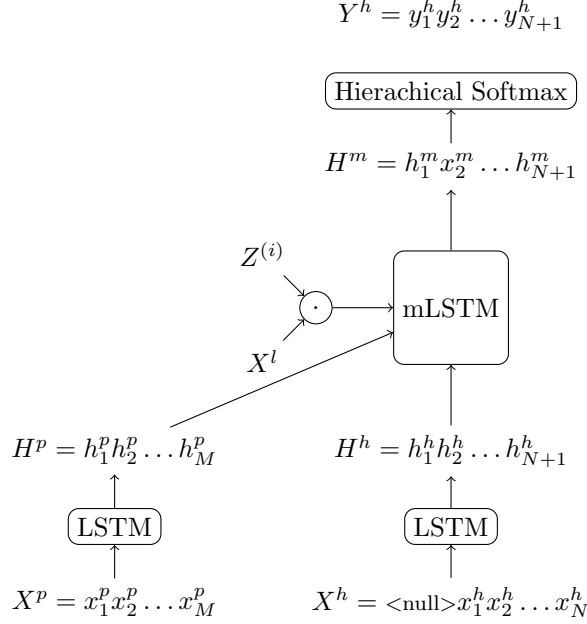 Y^h = y_1^h y_2^h … y_{N+1}^h
Hierachical Softmax
H^m = h_1^m x_2^m … h_{N+1}^m
Z^{(i)}
·
mLSTM
X^l
H^p = h_1^p h_2^p … h_M^p
H^h = h_1^h h_2^h … h_{N+1}^h
LSTM
LSTM
X^p = x_1^p x_2^p … x_M^p
X^h = <null>x_1^h x_2^h … x_N^h